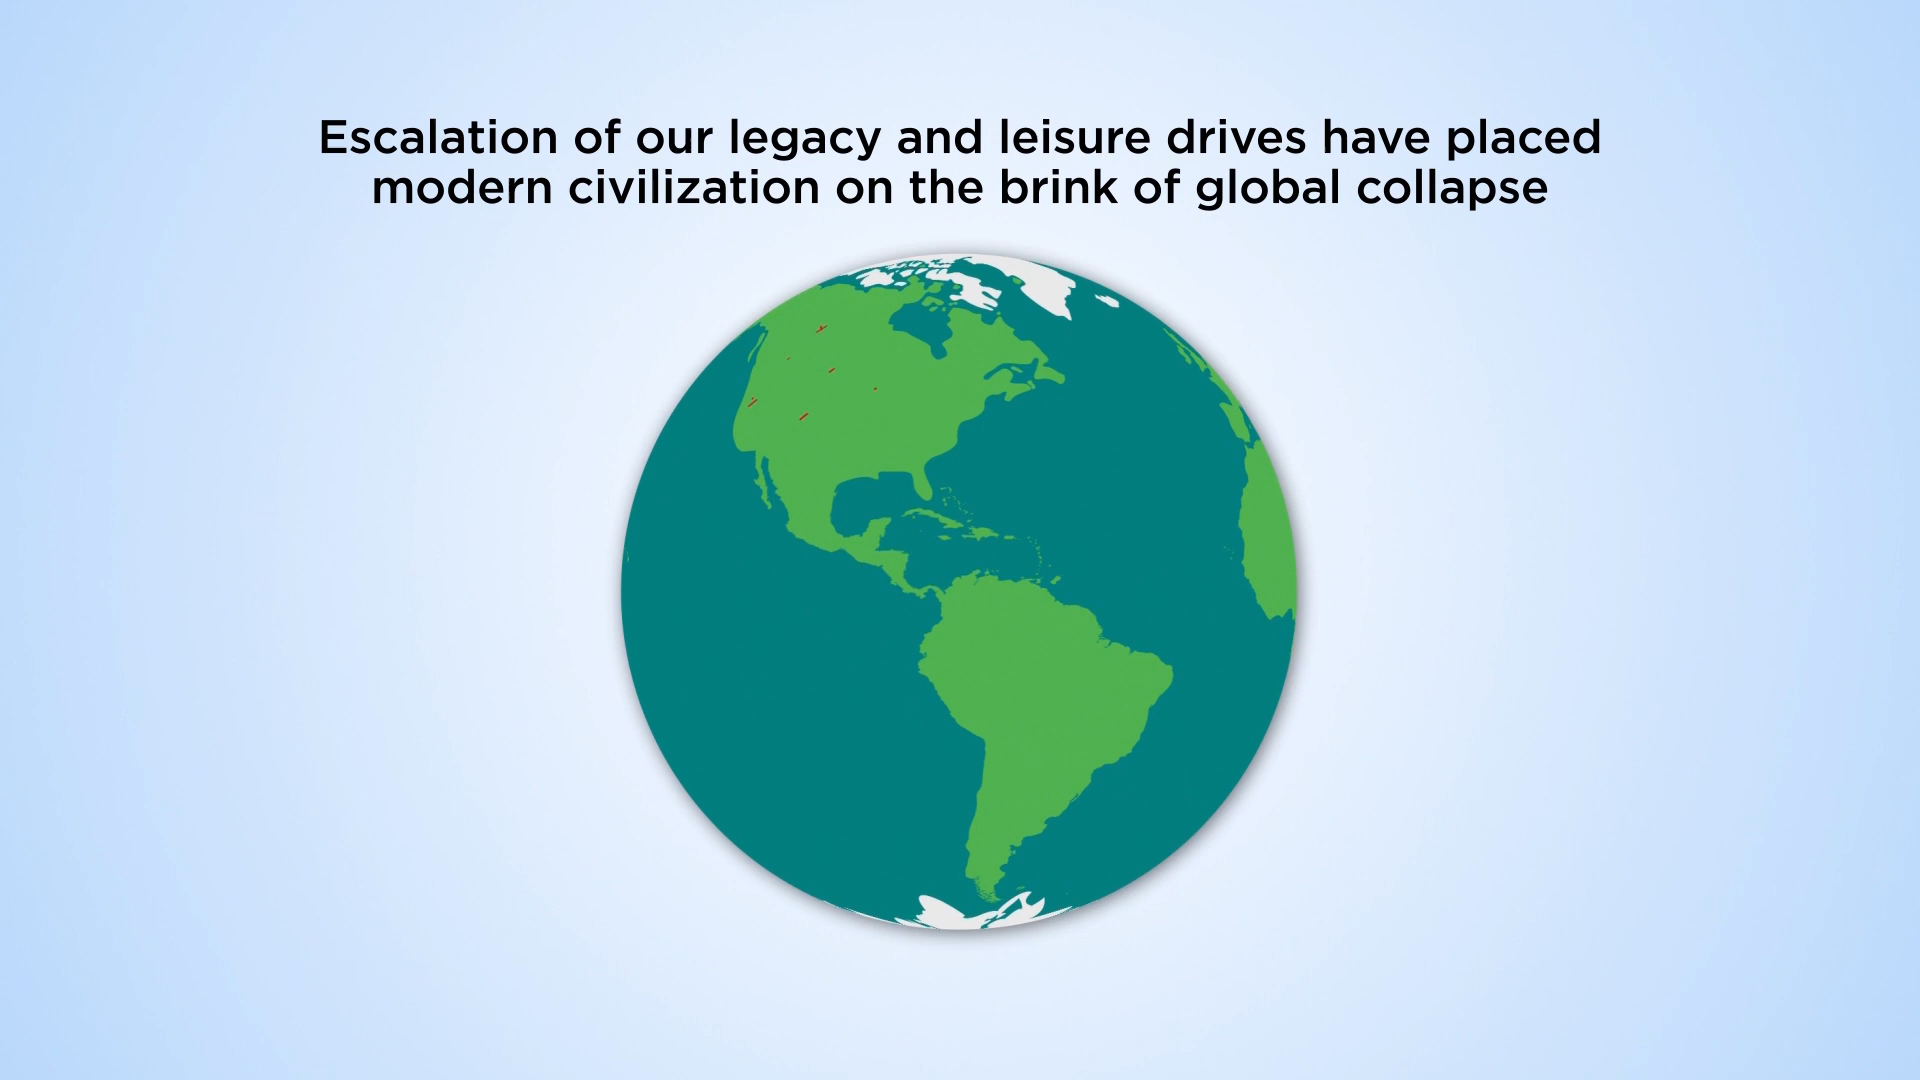 Escalation of our legacy and leisure drives have placed
modern civilization on the brink of global collapse